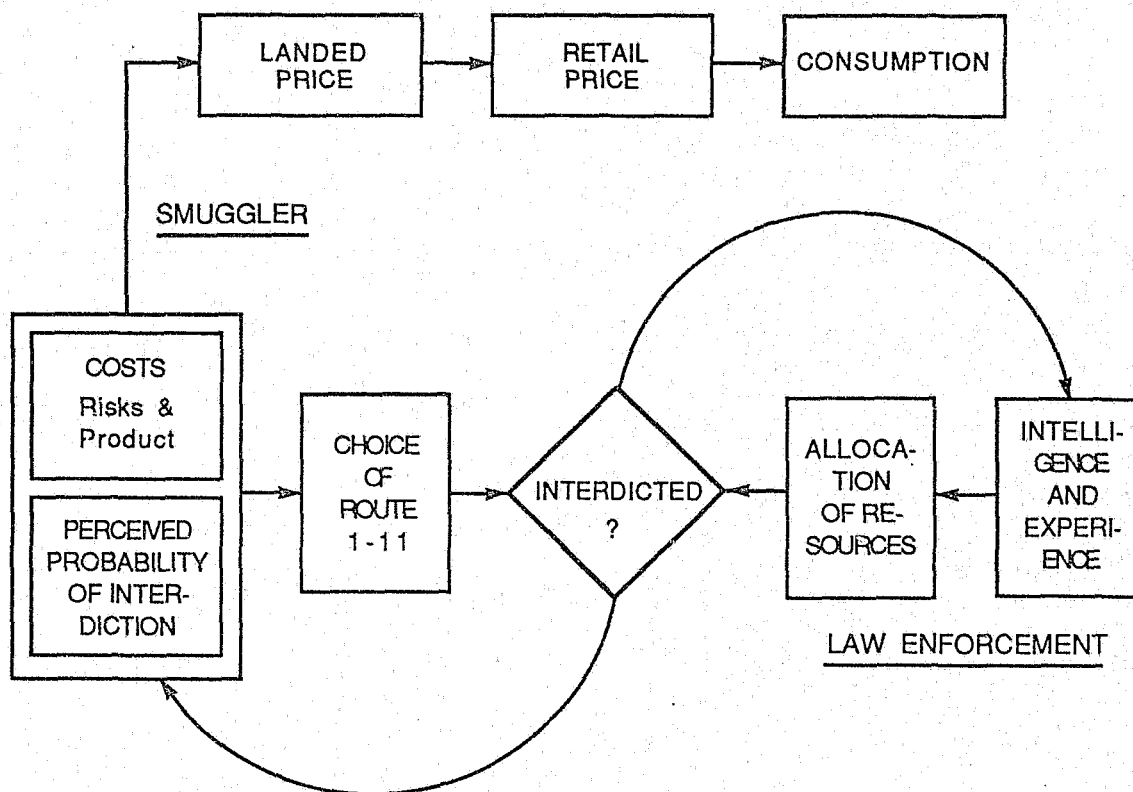 LANDED
PRICE
RETAIL
PRICE
CONSUMPTION
SMUGGLER
COSTS
Risks &
Product
PERCEIVED
PROBABILITY
OF INTER-
DICTION
CHOICE
OF
ROUTE
1-11
INTERDICTED
?
ALLOCA-
TION
OF RE-
SOURCES
INTELLI-
GENCE
AND
EXPERI-
ENCE
LAW ENFORCEMENT